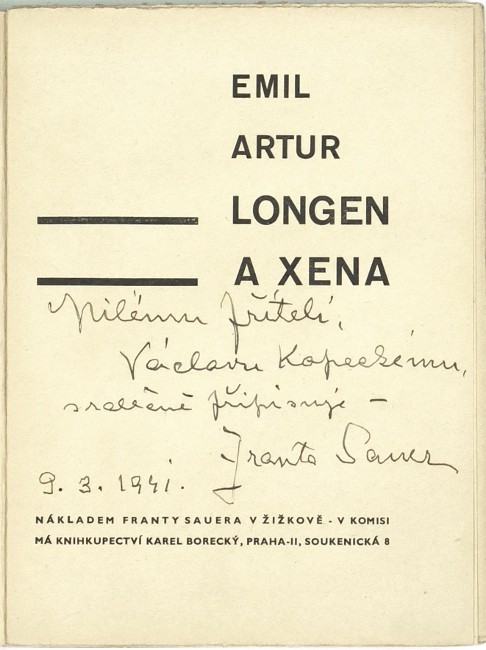 EMIL
ARTUR
LONGEN
A XENA
Milému příteli,
Václavu Kopeckému,
srdečně připisuje –
Franta Sauer
9. 3. 1941.
NÁKLADEM FRANTY SAUERA V ŽIŽKOVĚ - V KOMISI
MÁ KNIHKUPECTVÍ KAREL BORECKÝ, PRAHA-II, SOUKENICKÁ 8